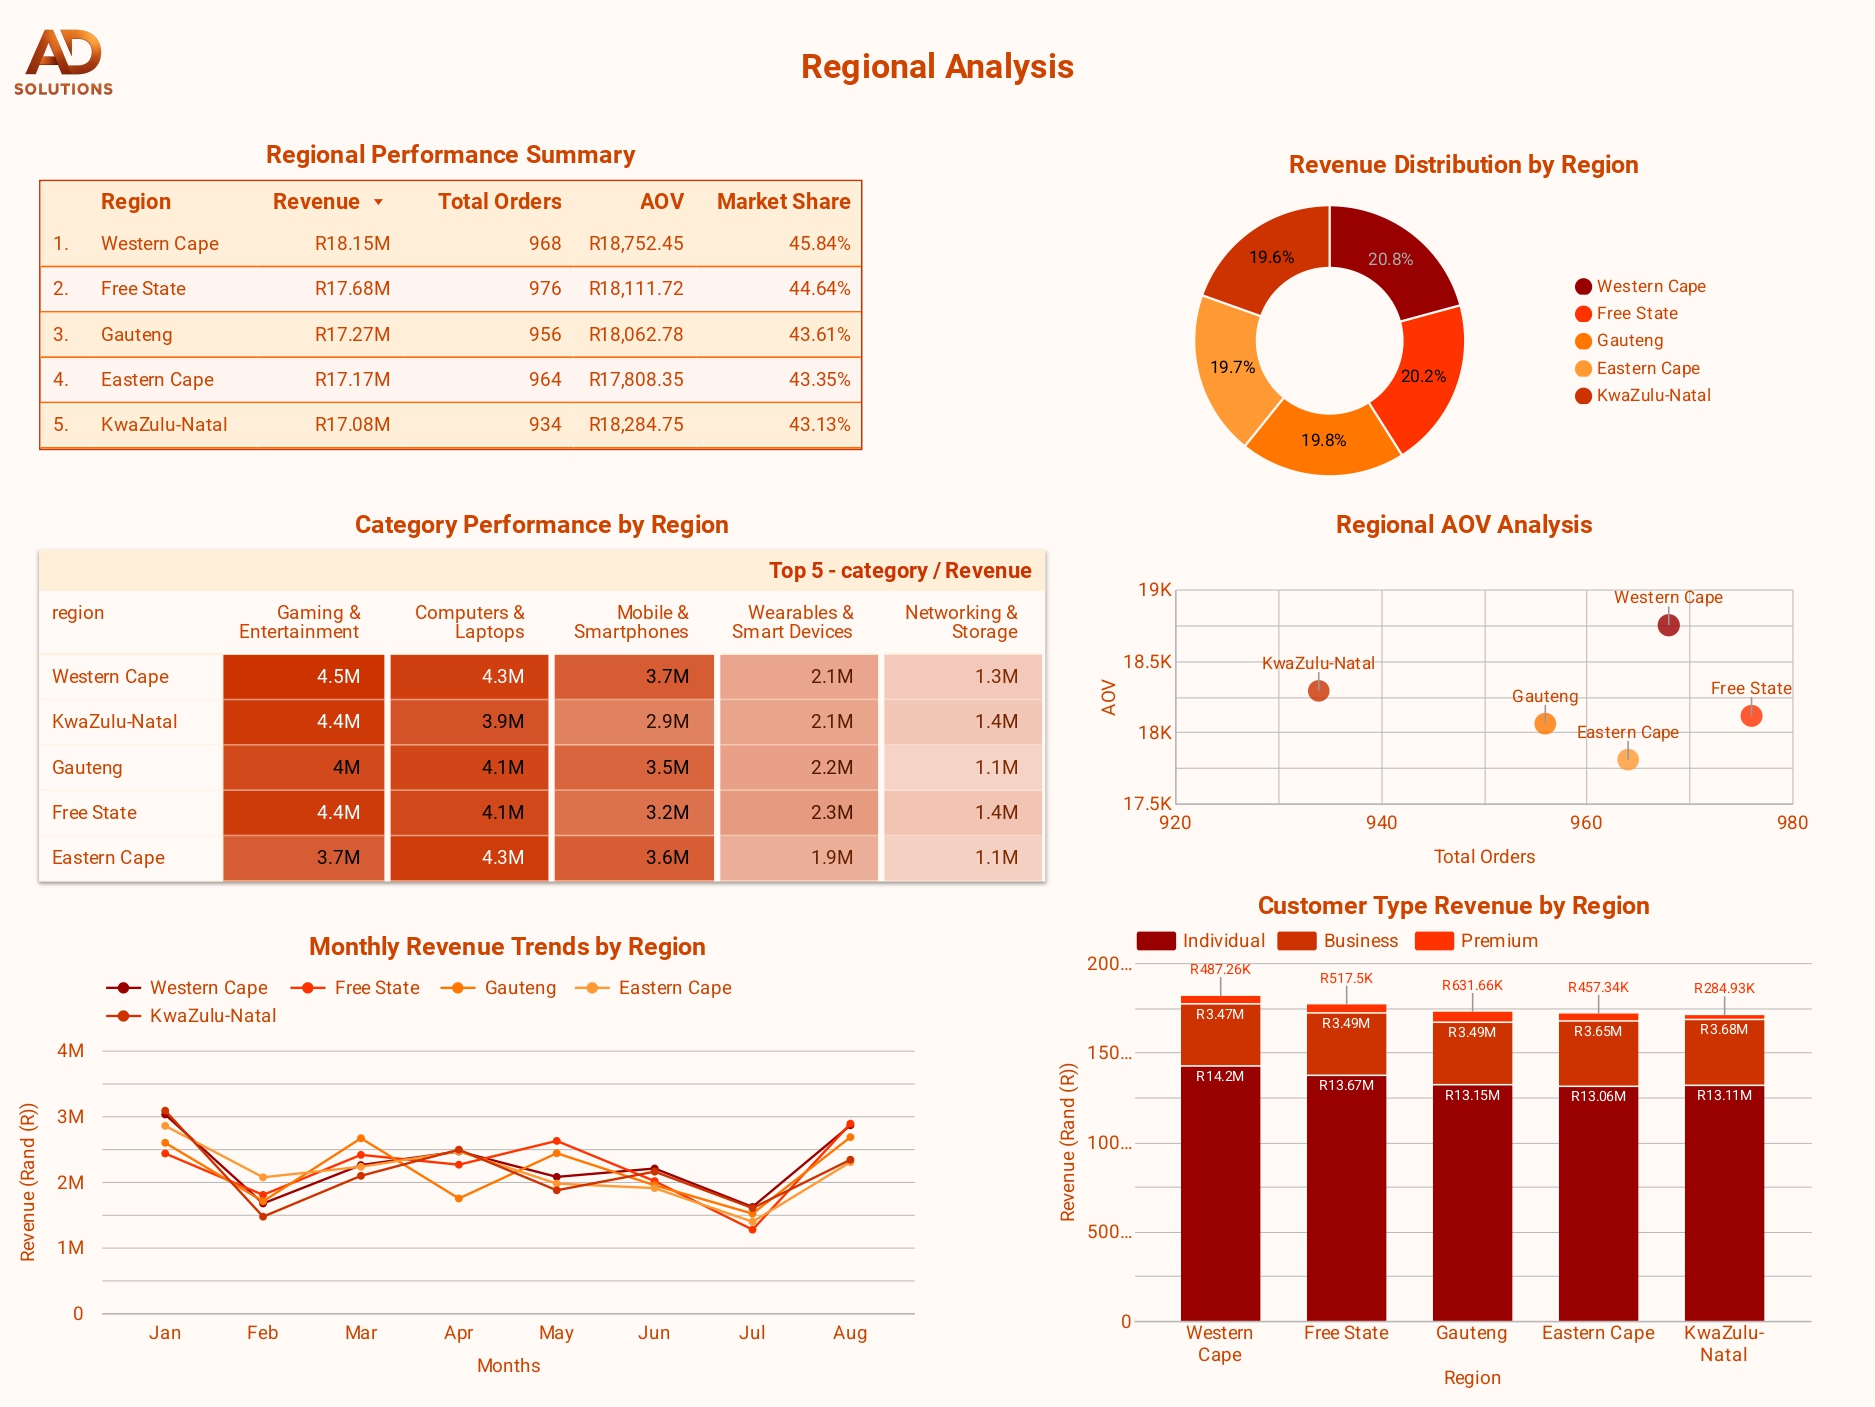 AD
SOLUTIONS
Regional Analysis
Regional Performance Summary
Region Revenue Total Orders AOV Market Share
1. Western Cape R18.15M 968 R18,752.45 45.84%
2. Free State R17.68M 976 R18,111.72 44.64%
3. Gauteng R17.27M 956 R18,062.78 43.61%
4. Eastern Cape R17.17M 964 R17,808.35 43.35%
5. KwaZulu-Natal R17.08M 934 R18,284.75 43.13%
Revenue Distribution by Region
19.6% 20.8%
19.7% 20.2%
19.8%
Western Cape
Free State
Gauteng
Eastern Cape
KwaZulu-Natal
Category Performance by Region
Top 5 - category / Revenue
region Gaming & Computers & Mobile & Wearables & Networking &
Entertainment Laptops Smartphones Smart Devices Storage
Western Cape 4.5M 4.3M 3.7M 2.1M 1.3M
KwaZulu-Natal 4.4M 3.9M 2.9M 2.1M 1.4M
Gauteng 4M 4.1M 3.5M 2.2M 1.1M
Free State 4.4M 4.1M 3.2M 2.3M 1.4M
Eastern Cape 3.7M 4.3M 3.6M 1.9M 1.1M
Regional AOV Analysis
19K
Western Cape
18.5K
KwaZulu-Natal
AOV
Gauteng
Free State
18K
Eastern Cape
17.5K
920 940 960 980
Total Orders
Monthly Revenue Trends by Region
Western Cape Free State Gauteng Eastern Cape
KwaZulu-Natal
Revenue (Rand (R))
4M
3M
2M
1M
0
Jan Feb Mar Apr May Jun Jul Aug
Months
Customer Type Revenue by Region
Individual Business Premium
Revenue (Rand (R))
200...
150...
100...
500...
0
R487.26K R517.5K R631.66K R457.34K R284.93K
R3.47M R3.49M R3.49M R3.65M R3.68M
R14.2M R13.67M R13.15M R13.06M R13.11M
Western Free State Gauteng Eastern Cape KwaZulu-
Cape Natal
Region